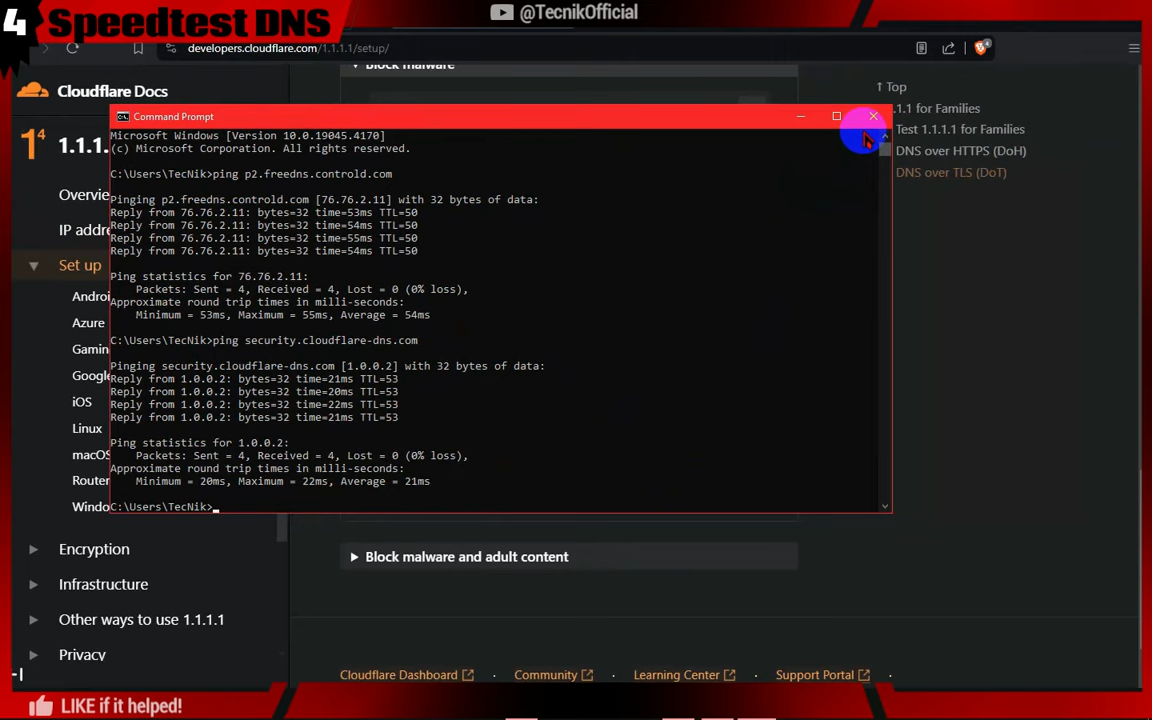 4 Speedtest DNS
@TecnikOfficial
developers.cloudflare.com/1.1.1.1/setup/
Cloudflare Docs
Block malware
↑ Top
1.1 for Families
Test 1.1.1.1 for Families
DNS over HTTPS (DoH)
DNS over TLS (DoT)
1⁴ 1.1.1.
Overvie
IP addre
Set up
Androi
Azure
Gamin
Google
iOS
Linux
macOS
Router
Windo
Encryption
Infrastructure
Other ways to use 1.1.1.1
Privacy
Command Prompt
Microsoft Windows [Version 10.0.19045.4170]
(c) Microsoft Corporation. All rights reserved.
C:\Users\TecNik>ping p2.freedns.controld.com
Pinging p2.freedns.controld.com [76.76.2.11] with 32 bytes of data:
Reply from 76.76.2.11: bytes=32 time=53ms TTL=50
Reply from 76.76.2.11: bytes=32 time=54ms TTL=50
Reply from 76.76.2.11: bytes=32 time=55ms TTL=50
Reply from 76.76.2.11: bytes=32 time=54ms TTL=50
Ping statistics for 76.76.2.11:
Packets: Sent = 4, Received = 4, Lost = 0 (0% loss),
Approximate round trip times in milli-seconds:
Minimum = 53ms, Maximum = 55ms, Average = 54ms
C:\Users\TecNik>ping security.cloudflare-dns.com
Pinging security.cloudflare-dns.com [1.0.0.2] with 32 bytes of data:
Reply from 1.0.0.2: bytes=32 time=21ms TTL=53
Reply from 1.0.0.2: bytes=32 time=20ms TTL=53
Reply from 1.0.0.2: bytes=32 time=22ms TTL=53
Reply from 1.0.0.2: bytes=32 time=21ms TTL=53
Ping statistics for 1.0.0.2:
Packets: Sent = 4, Received = 4, Lost = 0 (0% loss),
Approximate round trip times in milli-seconds:
Minimum = 20ms, Maximum = 22ms, Average = 21ms
C:\Users\TecNik>
Block malware and adult content
Cloudflare Dashboard · Community · Learning Center · Support Portal ·
LIKE if it helped!